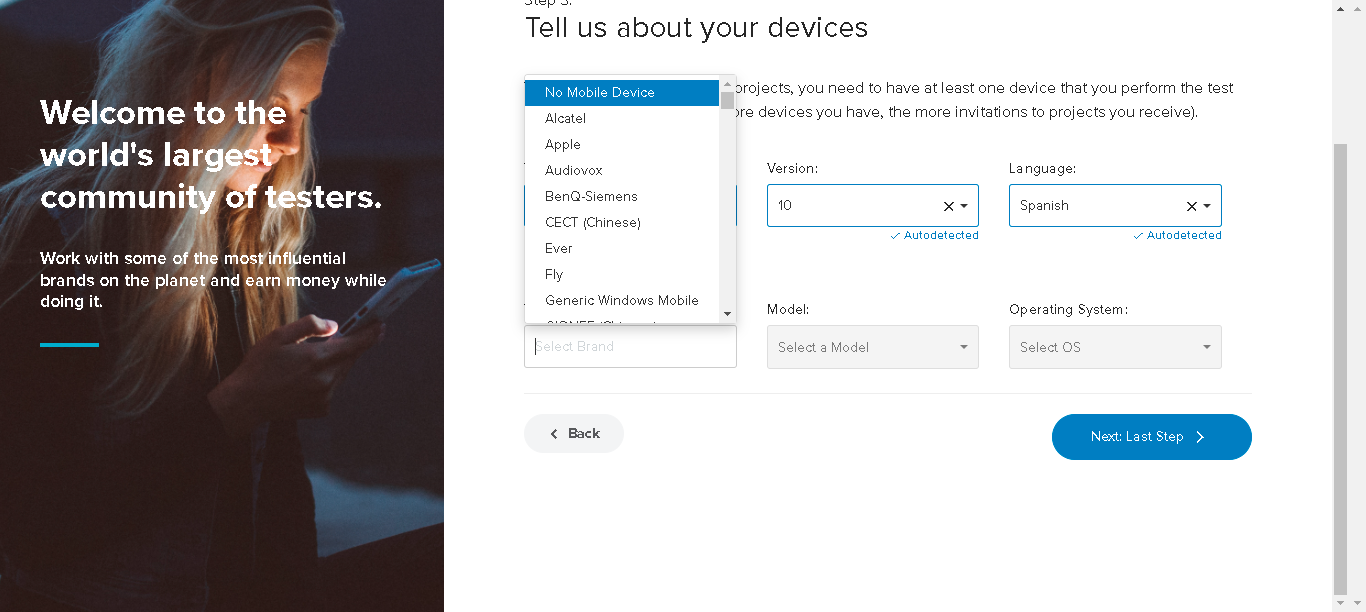 Welcome to the
world's largest
community of testers.
Work with some of the most influential
brands on the planet and earn money while
doing it.
Step 3:
Tell us about your devices
projects, you need to have at least one device that you perform the test
ore devices you have, the more invitations to projects you receive).
No Mobile Device
Alcatel
Apple
Audiovox
BenQ-Siemens
CECT (Chinese)
Ever
Fly
Generic Windows Mobile
Version:
10
Autodetected
Language:
Spanish
Autodetected
Select Brand
Model:
Select a Model
Operating System:
Select OS
Back
Next: Last Step